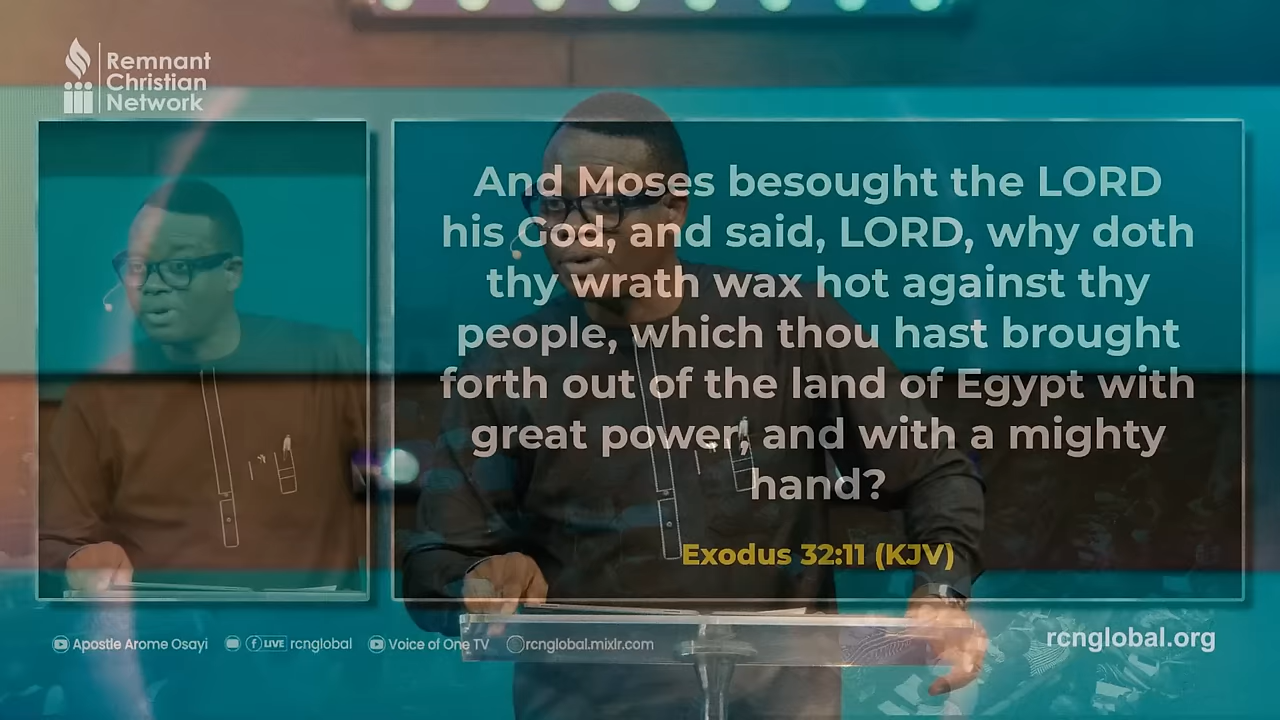 Remnant
Christian
Network
And Moses besought the LORD
his God, and said, LORD, why doth
thy wrath wax hot against thy
people, which thou hast brought
forth out of the land of Egypt with
great power, and with a mighty
hand?
Exodus 32:11 (KJV)
Apostle Arome Osayi
LIVE rcnglobal
Voice of One TV
rcnglobal.mixlr.com
rcnglobal.org